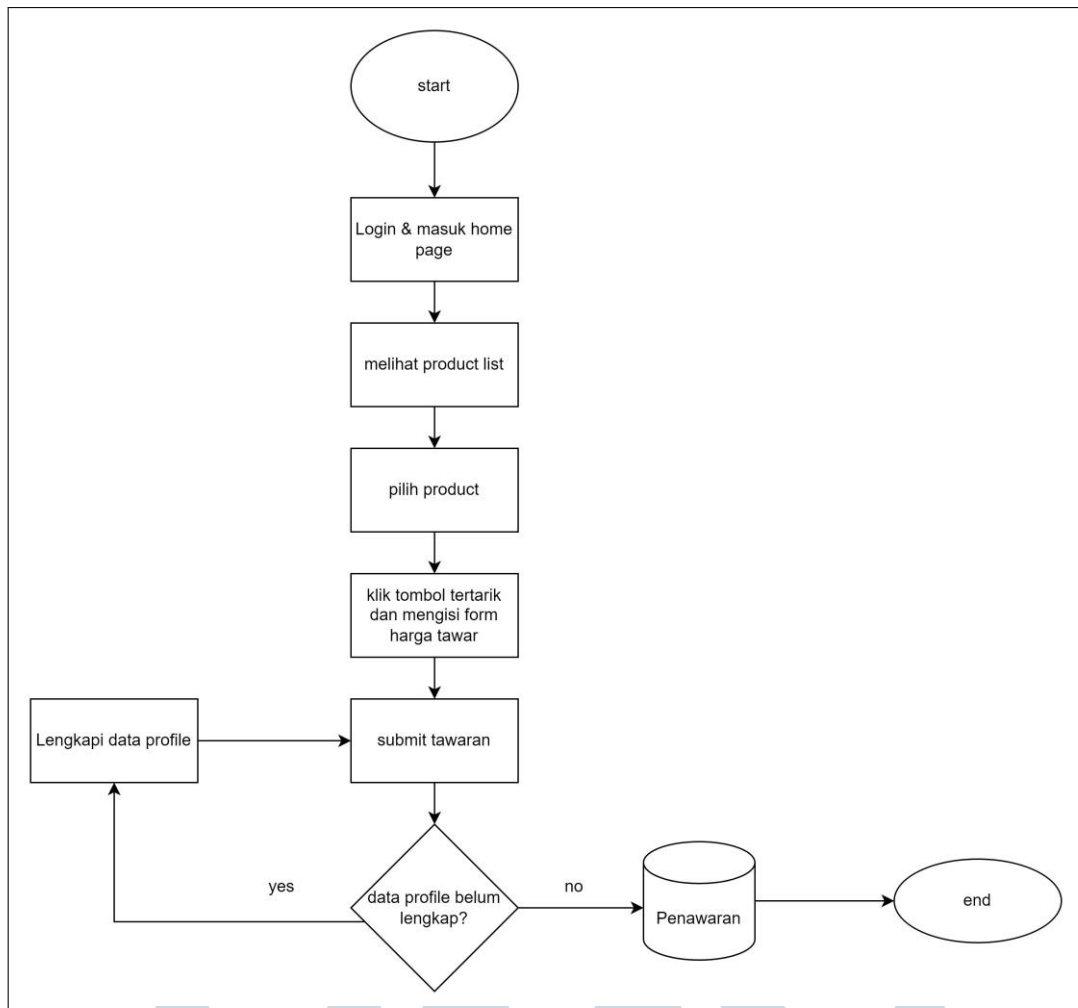 start
Login & masuk home
page
melihat product list
pilih product
klik tombol tertarik
dan mengisi form
harga tawar
Lengkapi data profile
submit tawaran
yes
data profile belum
lengkap?
no
Penawaran
end